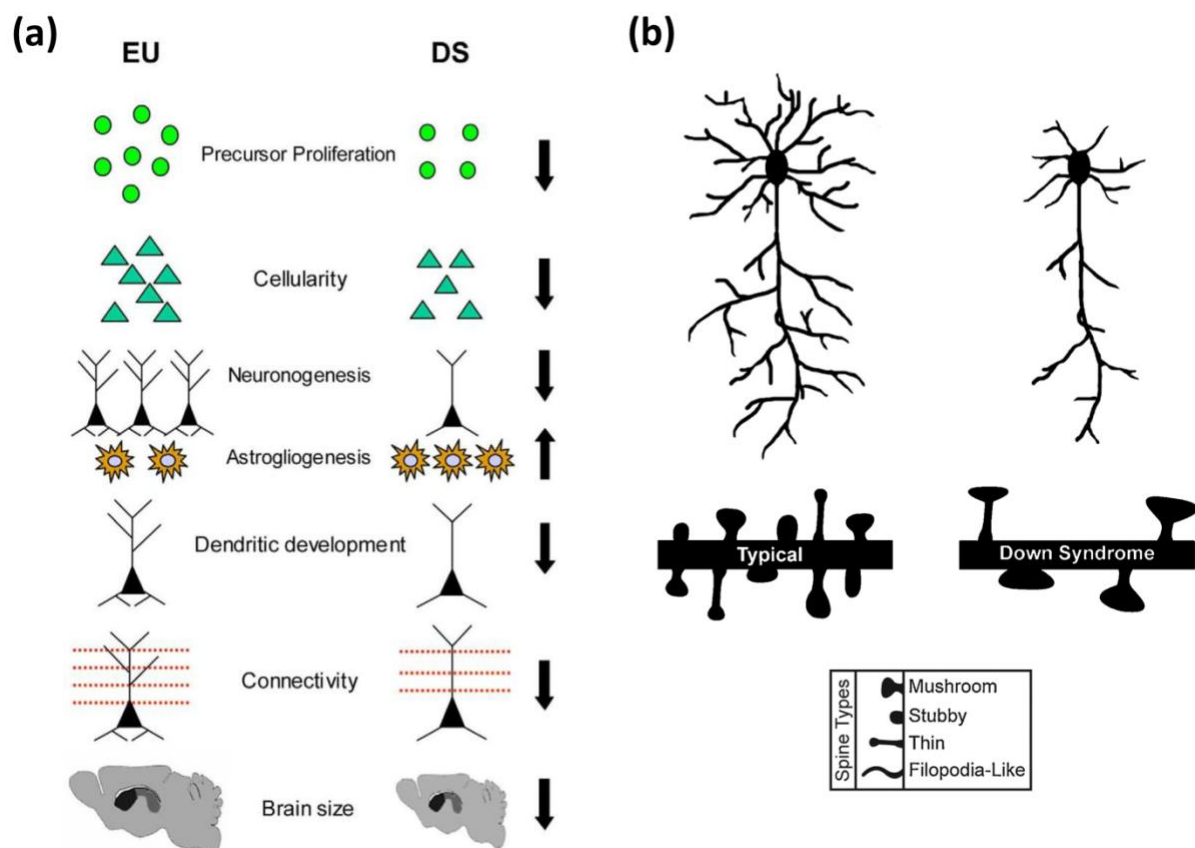 (a)
EU
DS
Precursor Proliferation
Cellularity
Neuronogenesis
Astrogliogenesis
Dendritic development
Connectivity
Brain size
(b)
Typical
Down Syndrome
Spine Types
Mushroom
Stubby
Thin
Filopodia-Like